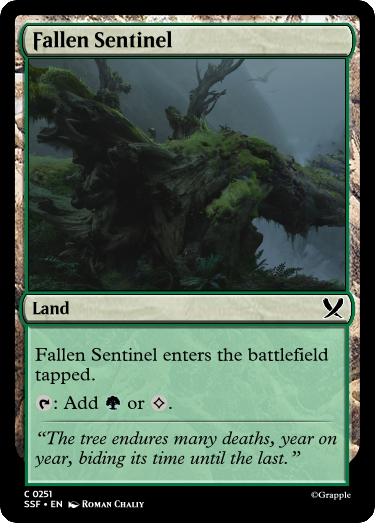 Fallen Sentinel
Land
Fallen Sentinel enters the battlefield
tapped.
: Add or .
“The tree endures many deaths, year on
year, biding its time until the last.”
C 0251
SSF • EN Roman Chaliy
©Grapple